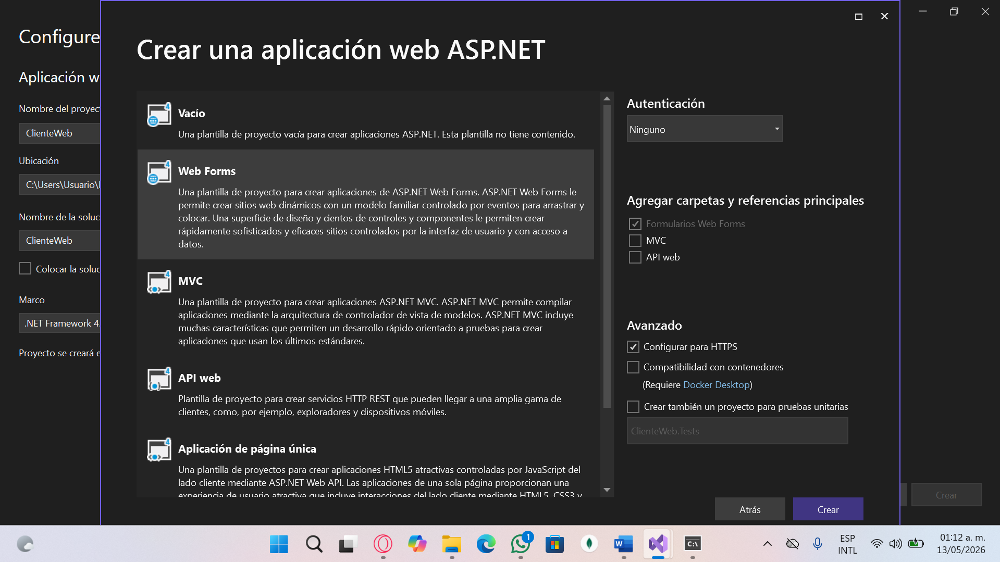 Configure
Aplicación w
Nombre del proyect
ClienteWeb
Ubicación
C:\Users\Usuario\
Nombre de la soluc
ClienteWeb
Colocar la soluc
Marco
.NET Framework 4.
Proyecto se creará e
Crear una aplicación web ASP.NET
Vacío
Una plantilla de proyecto vacía para crear aplicaciones ASP.NET. Esta plantilla no tiene contenido.
Web Forms
Una plantilla de proyecto para crear aplicaciones de ASP.NET Web Forms. ASP.NET Web Forms le
permite crear sitios web dinámicos con un modelo familiar controlado por eventos para arrastrar y
colocar. Una superficie de diseño y cientos de controles y componentes le permiten crear
rápidamente sofisticados y eficaces sitios controlados por la interfaz de usuario y con acceso a
datos.
MVC
Una plantilla de proyecto para crear aplicaciones ASP.NET MVC. ASP.NET MVC permite compilar
aplicaciones mediante la arquitectura de controlador de vista de modelos. ASP.NET MVC incluye
muchas características que permiten un desarrollo rápido orientado a pruebas para crear
aplicaciones que usan los últimos estándares.
API web
Plantilla de proyecto para crear servicios HTTP REST que pueden llegar a una amplia gama de
clientes, como, por ejemplo, exploradores y dispositivos móviles.
Aplicación de página única
Una plantilla de proyectos para crear aplicaciones HTML5 atractivas controladas por JavaScript del
lado cliente mediante ASP.NET Web API. Las aplicaciones de una sola página proporcionan una
experiencia de usuario atractiva que incluye interacciones del lado cliente mediante HTML5, CSS3 y
Autenticación
Ninguno
Agregar carpetas y referencias principales
Formularios Web Forms
MVC
API web
Avanzado
Configurar para HTTPS
Compatibilidad con contenedores
(Requiere Docker Desktop)
Crear también un proyecto para pruebas unitarias
ClienteWeb.Tests
Atrás
Crear
Crear
1
ESP
INTL
01:12 a. m.
13/05/2026